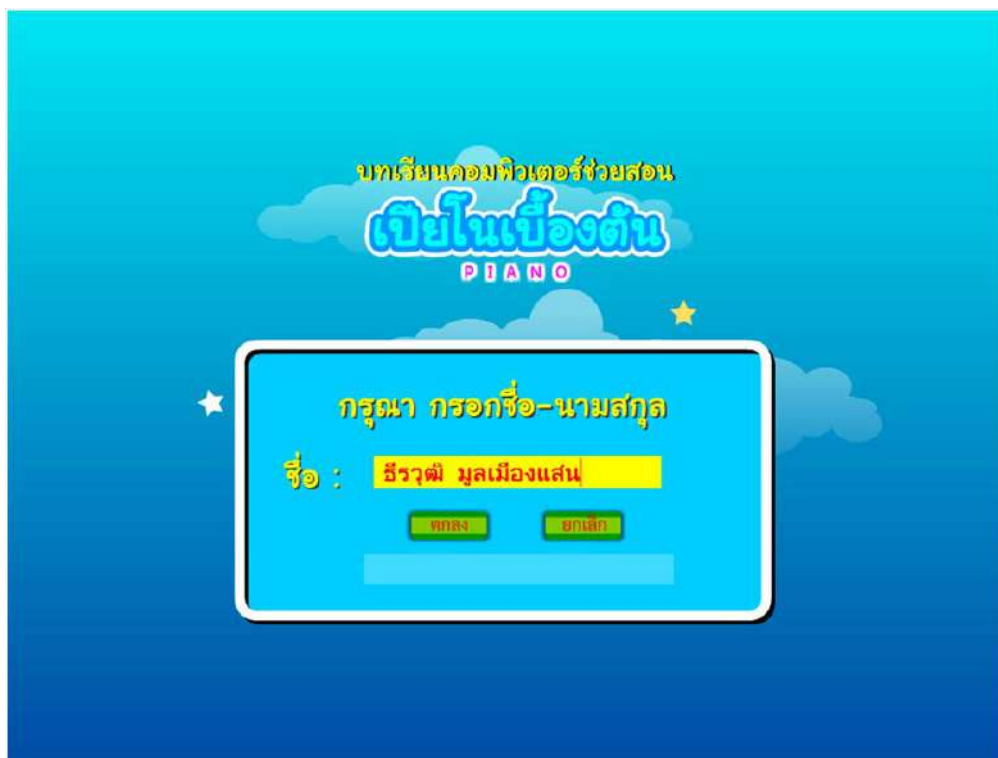 บทเรียนคอมพิวเตอร์ช่วยสอน
เปียโนเบื้องต้น
PIANO
กรุณา กรอกชื่อ-นามสกุล
ชื่อ : ธีรวุฒิ มูลเมืองแสน
ตกลง ยกเลิก